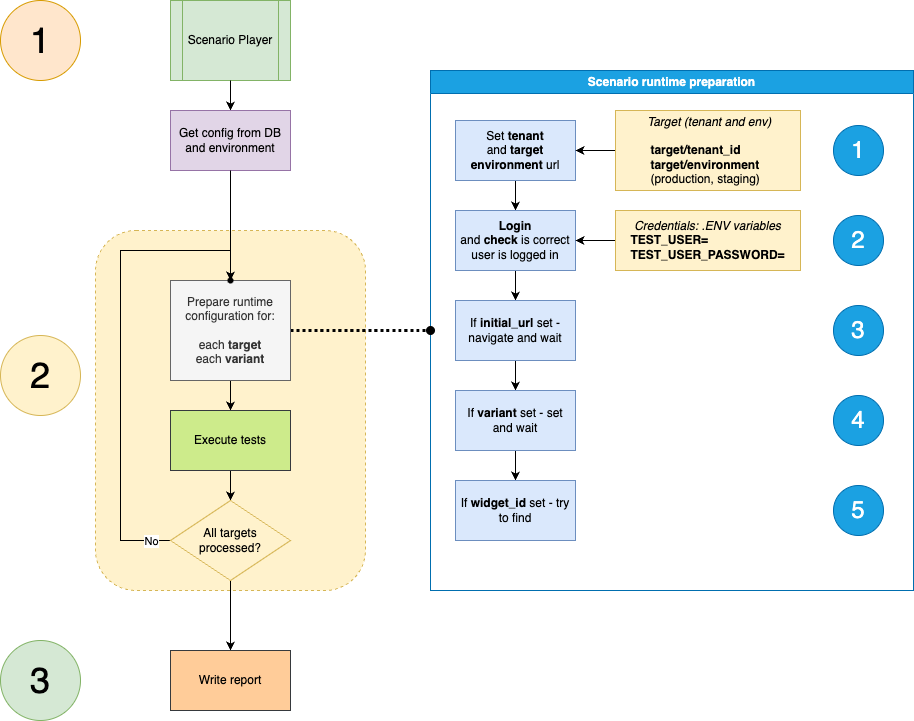 1
Scenario Player
Get config from DB
and environment
2
Prepare runtime
configuration for:
each target
each variant
Execute tests
All targets
processed?
No
3
Write report
Scenario runtime preparation
Set tenant
and target
environment url
Target (tenant and env)
target/tenant_id
target/environment
(production, staging)
1
Login
and check is correct
user is logged in
Credentials: .ENV variables
TEST_USER=
TEST_USER_PASSWORD=
2
If initial_url set -
navigate and wait
3
If variant set - set
and wait
4
If widget_id set - try
to find
5